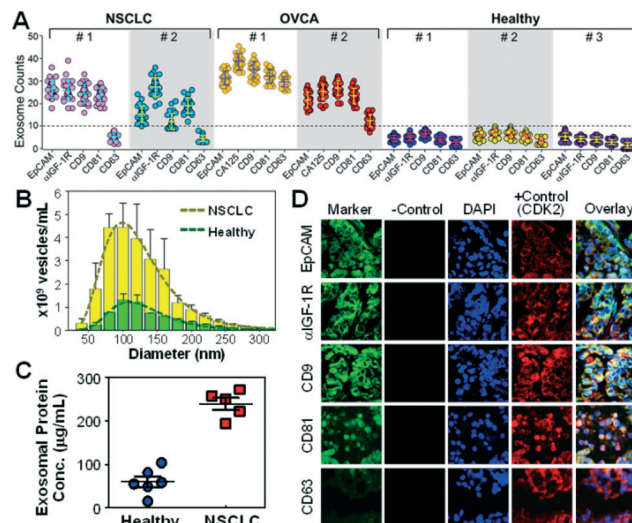 A
NSCLC OVCA Healthy
# 1 # 2 # 1 # 2 # 1 # 2 # 3
Exosome Counts
50
40
30
20
10
0
EpCAM αIGF-1R CD9 CD81 CD63 EpCAM αIGF-1R CD9 CD81 CD63 EpCAM CA125 CD9 CD81 CD63 EpCAM CA125 CD9 CD81 CD63 EpCAM αIGF-1R CD9 CD81 CD63 EpCAM αIGF-1R CD9 CD81 CD63 EpCAM αIGF-1R CD9 CD81 CD63
B
x10⁹ vesicles/mL
6
5
4
3
2
1
0
NSCLC
Healthy
50 100 150 200 250 300
Diameter (nm)
C
Exosomal Protein
Conc. (µg/mL)
300
200
100
0
Healthy NSCLC
D
Marker -Control DAPI +Control (CDK2) Overlay
EpCAM
αIGF-1R
CD9
CD81
CD63